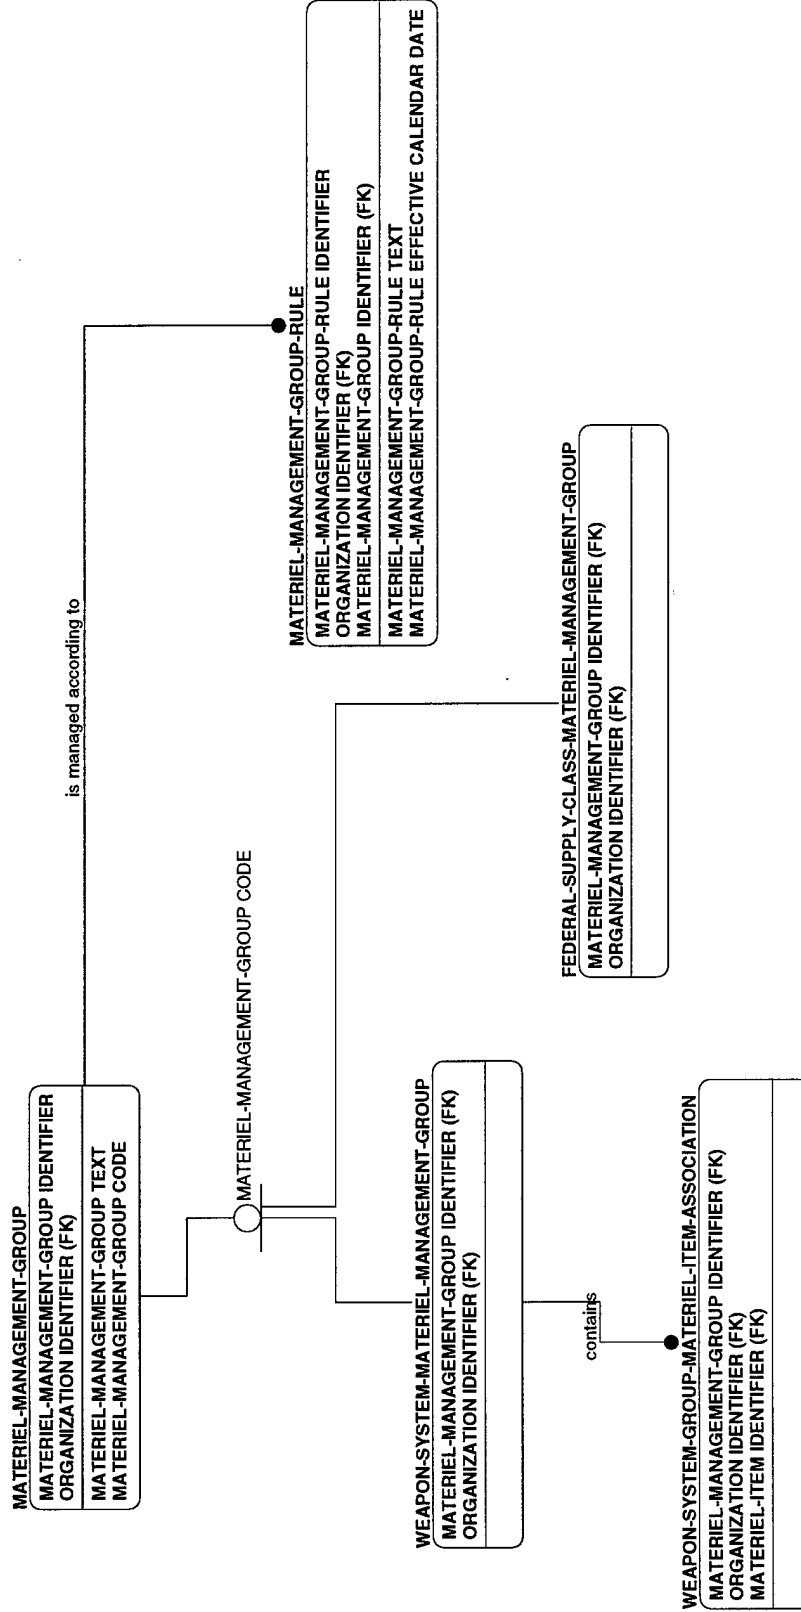 MATERIEL-MANAGEMENT-GROUP
MATERIEL-MANAGEMENT-GROUP IDENTIFIER
ORGANIZATION IDENTIFIER (FK)
MATERIEL-MANAGEMENT-GROUP TEXT
MATERIEL-MANAGEMENT-GROUP CODE
is managed according to
MATERIEL-MANAGEMENT-GROUP CODE
MATERIEL-MANAGEMENT-GROUP-RULE
MATERIEL-MANAGEMENT-GROUP-RULE IDENTIFIER
ORGANIZATION IDENTIFIER (FK)
MATERIEL-MANAGEMENT-GROUP IDENTIFIER (FK)
MATERIEL-MANAGEMENT-GROUP-RULE TEXT
MATERIEL-MANAGEMENT-GROUP-RULE EFFECTIVE CALENDAR DATE
WEAPON-SYSTEM-MATERIEL-MANAGEMENT-GROUP
MATERIEL-MANAGEMENT-GROUP IDENTIFIER (FK)
ORGANIZATION IDENTIFIER (FK)
FEDERAL-SUPPLY-CLASS-MATERIEL-MANAGEMENT-GROUP
MATERIEL-MANAGEMENT-GROUP IDENTIFIER (FK)
ORGANIZATION IDENTIFIER (FK)
contains
WEAPON-SYSTEM-GROUP-MATERIEL-ITEM-ASSOCIATION
MATERIEL-MANAGEMENT-GROUP IDENTIFIER (FK)
ORGANIZATION IDENTIFIER (FK)
MATERIEL-ITEM IDENTIFIER (FK)